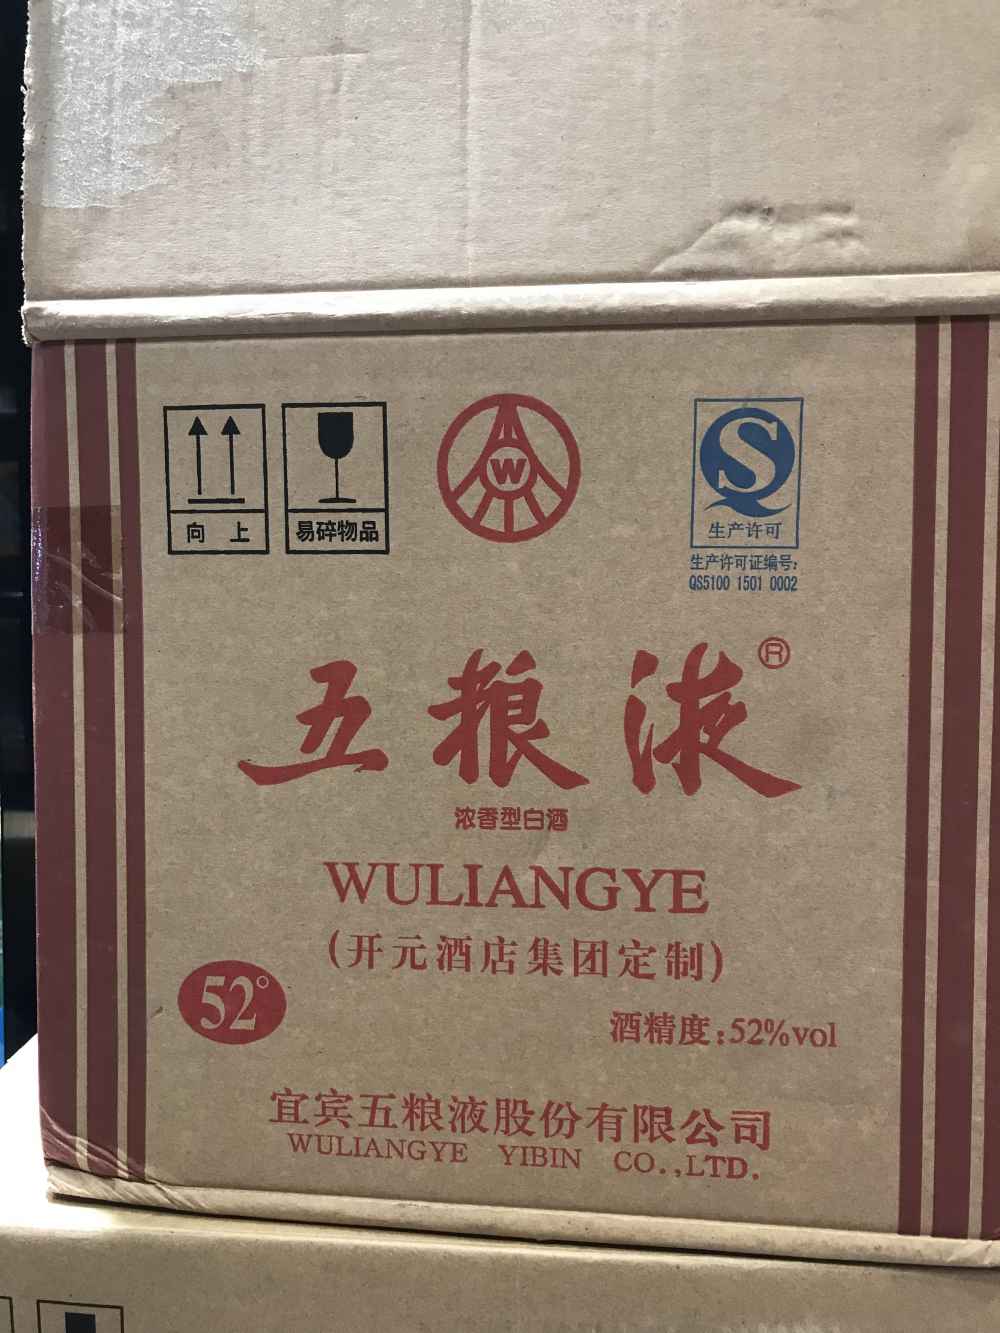 向 上
易碎物品
W
生产许可
生产许可证编号:
QS5100 1501 0002
五粮液®
浓香型白酒
WULIANGYE
(开元酒店集团定制)
52°
酒精度:52%vol
宜宾五粮液股份有限公司
WULIANGYE YIBIN CO.,LTD.